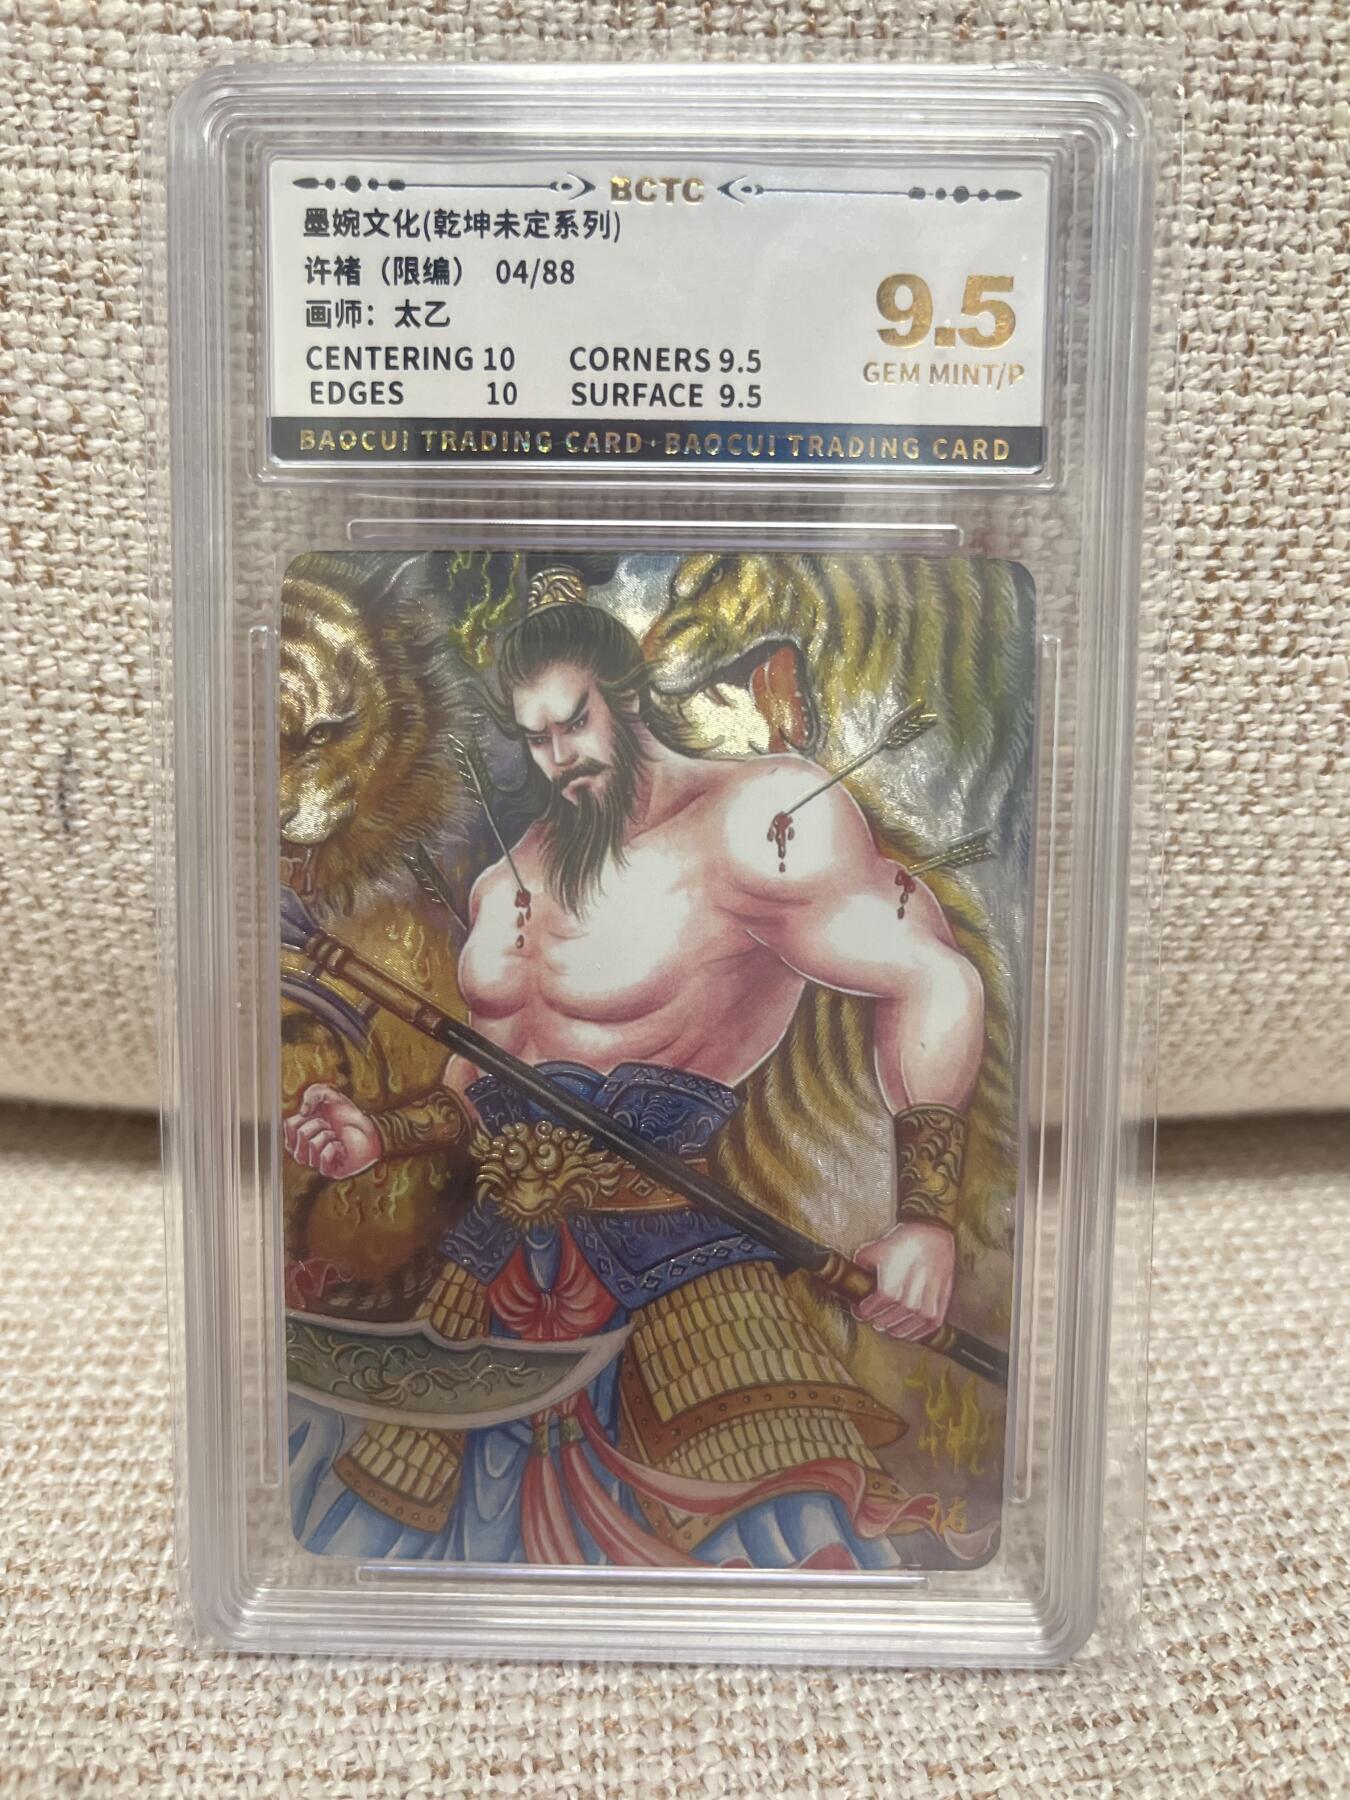 BCTC
墨婉文化(乾坤未定系列)
许褚（限编） 04/88
画师：太乙
CENTERING 10 CORNERS 9.5
EDGES 10 SURFACE 9.5
9.5
GEM MINT/P
BAOCUI TRADING CARD·BAOCUI TRADING CARD